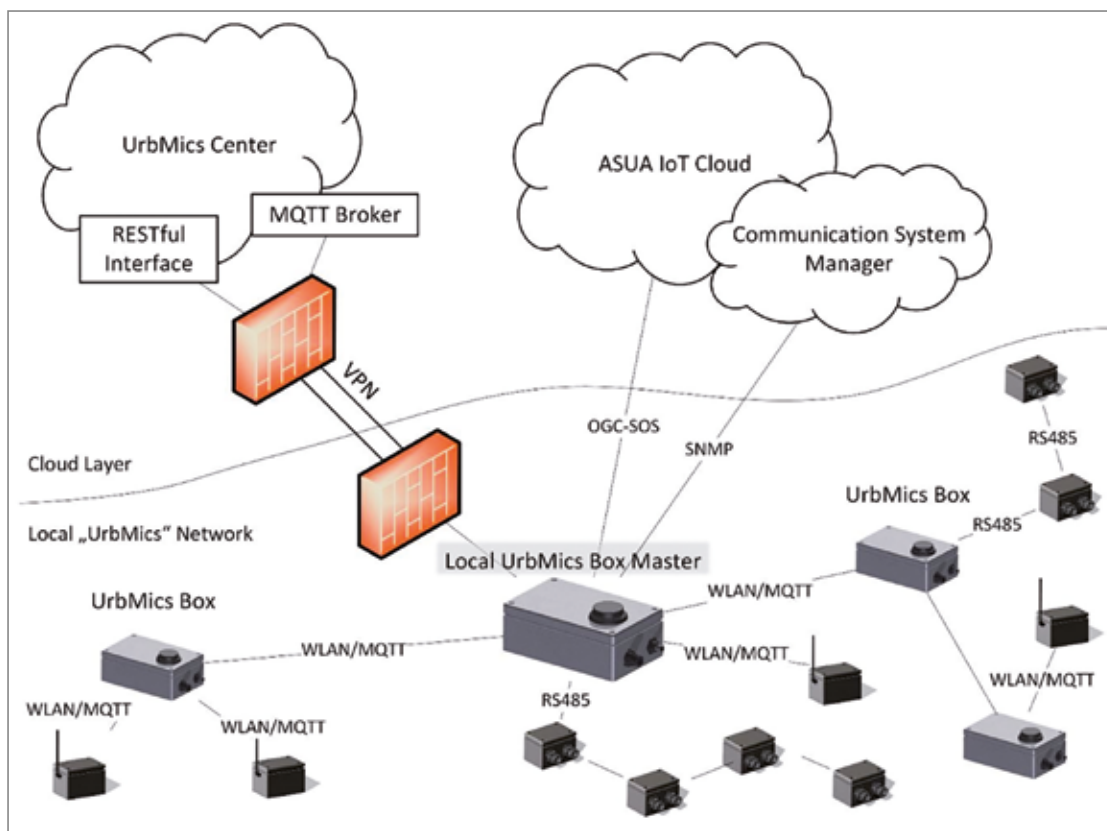 UrbMics Center
MQTT Broker
RESTful
Interface
ASUA IoT Cloud
Communication System
Manager
VPN
OGC-SOS
SNMP
RS485
Cloud Layer
UrbMics Box
RS485
Local „UrbMics“ Network
Local UrbMics Box Master
UrbMics Box
WLAN/MQTT
WLAN/MQTT
WLAN/MQTT
WLAN/MQTT
RS485
WLAN/MQTT
WLAN/MQTT